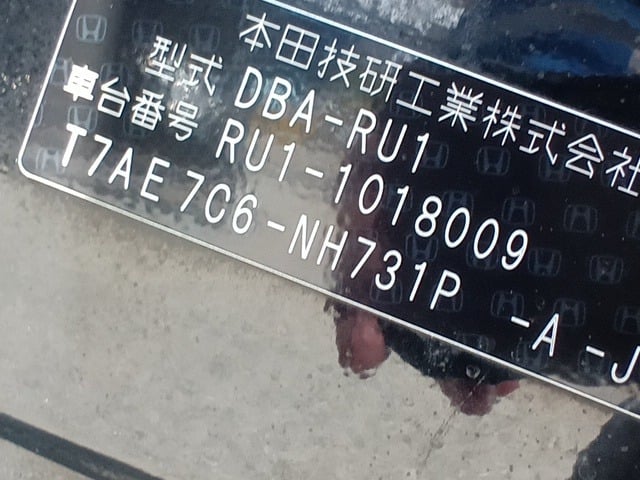 本田技研工業株式会社
型式 DBA-RU1
車台番号 RU1-1018009
T7AE7C6-NH731P -A -J